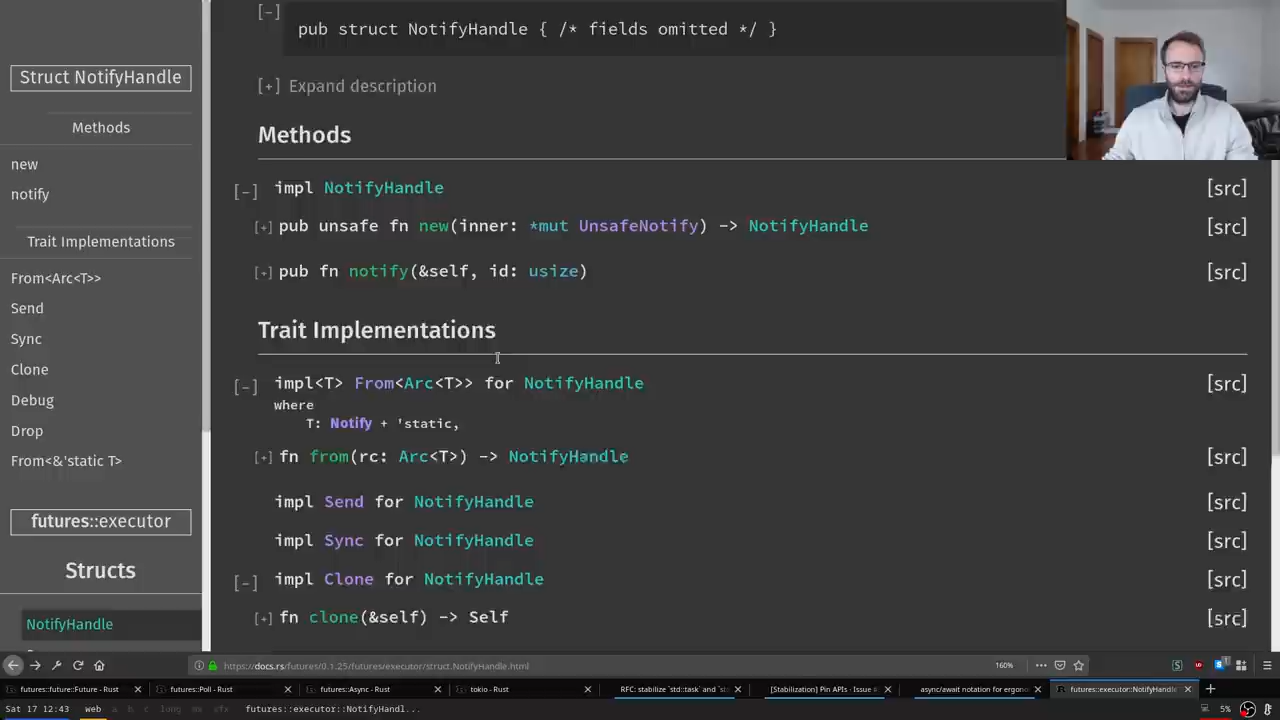 Struct NotifyHandle
Methods
new
notify
Trait Implementations
From<Arc<T>>
Send
Sync
Clone
Debug
Drop
From<&'static T>
futures::executor
Structs
NotifyHandle
[-]
pub struct NotifyHandle { /* fields omitted */ }
[+] Expand description
Methods
[-] impl NotifyHandle [src]
[+] pub unsafe fn new(inner: *mut UnsafeNotify) -> NotifyHandle [src]
[+] pub fn notify(&self, id: usize) [src]
Trait Implementations
[-] impl<T> From<Arc<T>> for NotifyHandle [src]
where
T: Notify + 'static,
[+] fn from(rc: Arc<T>) -> NotifyHandle [src]
impl Send for NotifyHandle [src]
impl Sync for NotifyHandle [src]
[-] impl Clone for NotifyHandle [src]
[+] fn clone(&self) -> Self [src]
https://docs.rs/futures/0.1.25/futures/executor/struct.NotifyHandle.html 160%
futures::future::Future - Rust futures::Poll - Rust futures::Async - Rust tokio - Rust RFC: stabilize `std::task` and `std [Stabilization] Pin APIs · Issue # async/await notation for ergono futures::executor::NotifyHandle
Sat 17 12:43 web futures::executor::NotifyHandl... 5%